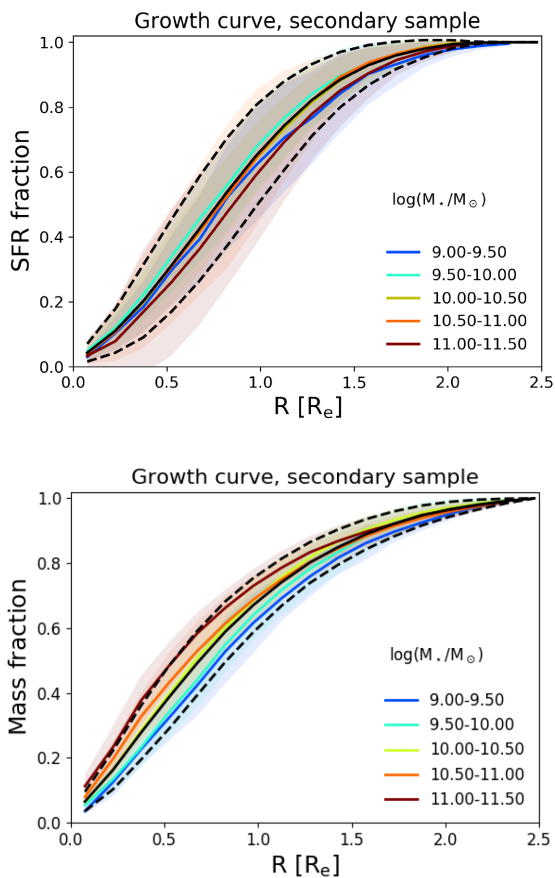 Growth curve, secondary sample
1.0
0.8
0.6
0.4
0.2
0.0
SFR fraction
log(M⋆/M☉)
9.00-9.50
9.50-10.00
10.00-10.50
10.50-11.00
11.00-11.50
0.0 0.5 1.0 1.5 2.0 2.5
R [Re]
Growth curve, secondary sample
1.0
0.8
0.6
0.4
0.2
0.0
Mass fraction
log(M⋆/M☉)
9.00-9.50
9.50-10.00
10.00-10.50
10.50-11.00
11.00-11.50
0.0 0.5 1.0 1.5 2.0 2.5
R [Re]